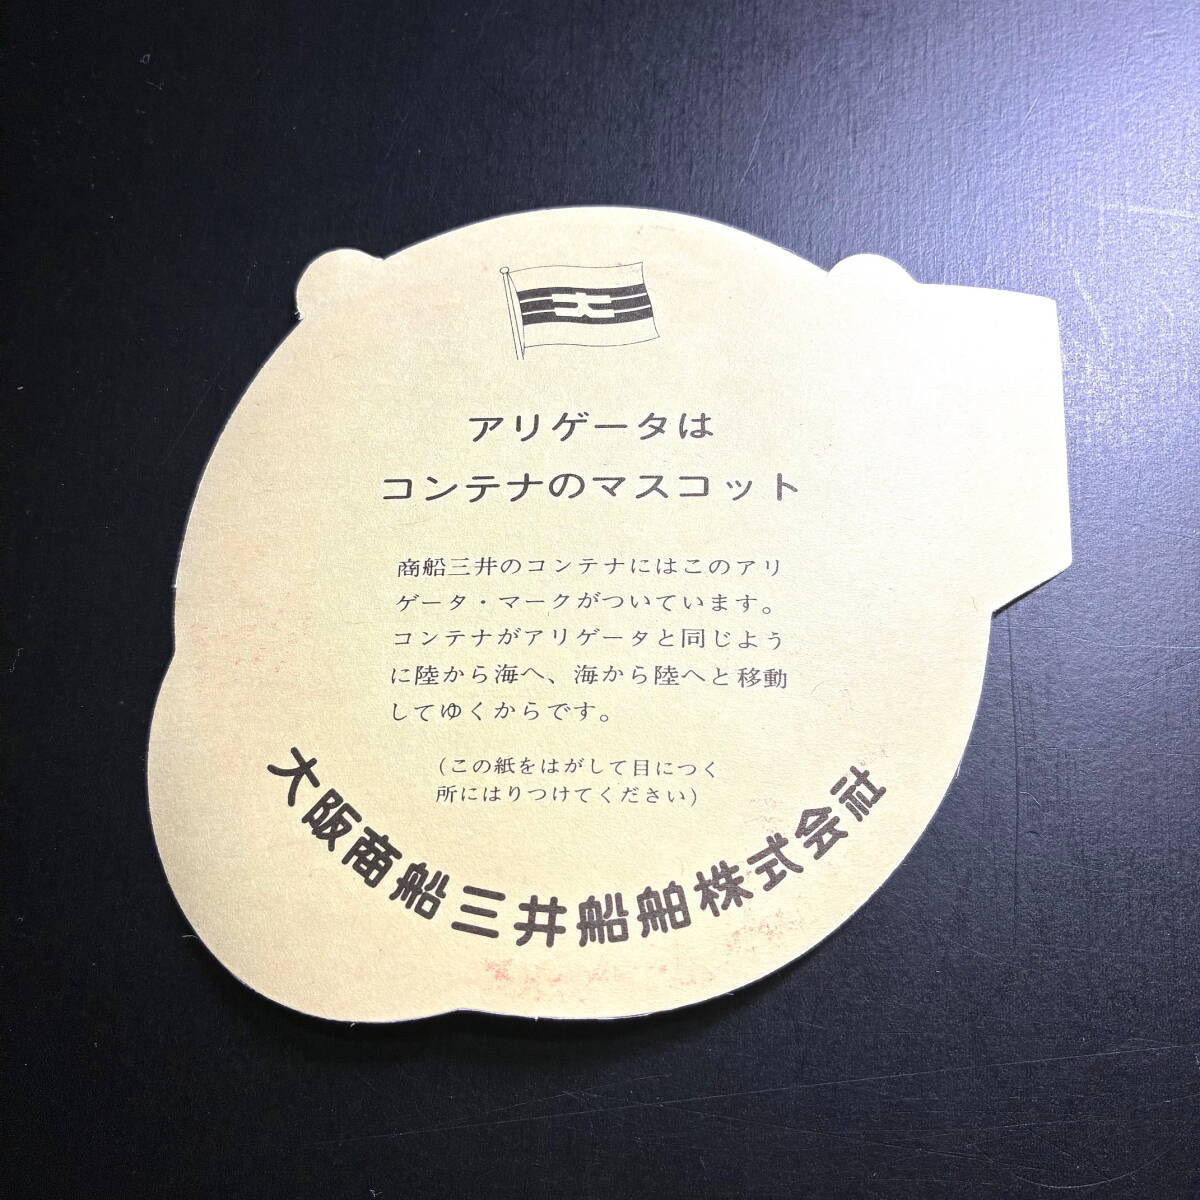 大
アリゲータは
コンテナのマスコット
商船三井のコンテナにはこのアリ
ゲータ・マークがついています。
コンテナがアリゲータと同じよう
に陸から海へ、海から陸へと移動
してゆくからです。
(この紙をはがして目につく
所にはりつけてください)
大阪商船三井船舶株式会社